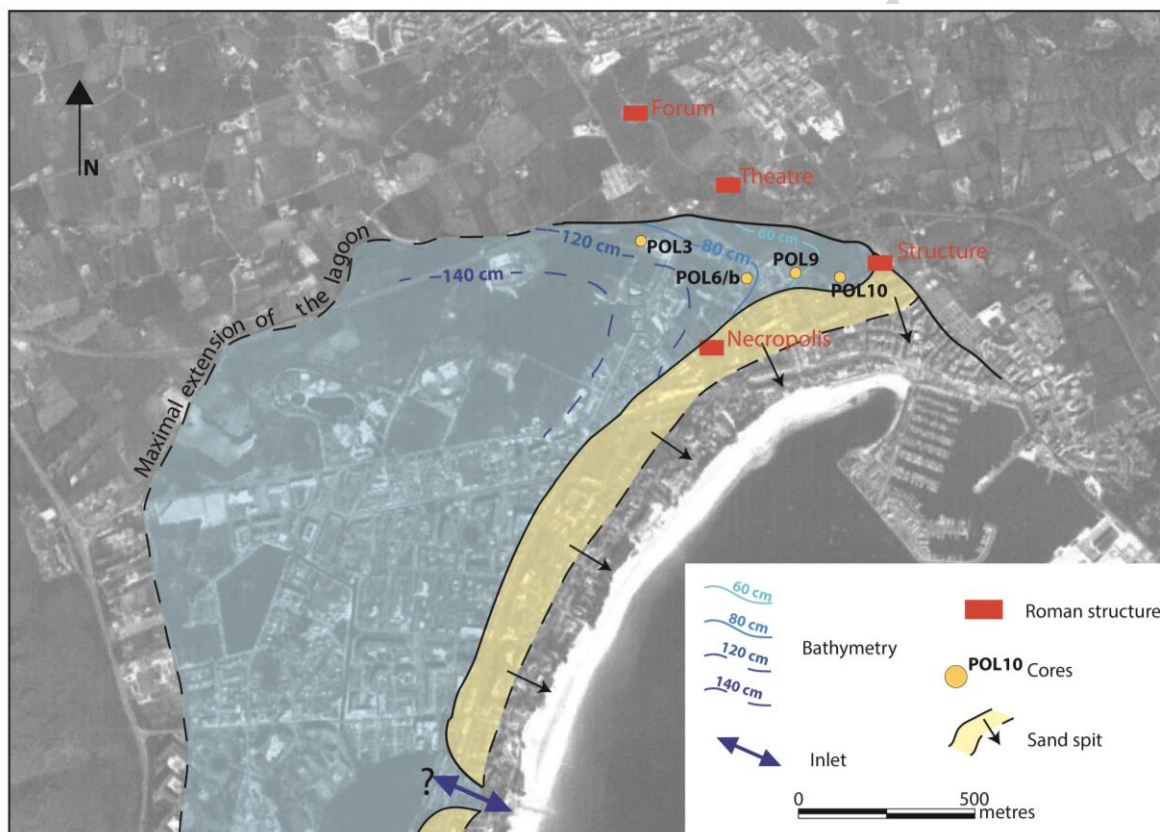 N
Forum
Theatre
Maximal extension of the lagoon
120 cm
140 cm
80 cm
60 cm
POL3
POL6/b
POL9
POL10
Structure
Necropolis
?
60 cm
80 cm
120 cm
140 cm
Bathymetry
Inlet
Roman structure
POL10 Cores
Sand spit
0 500
metres